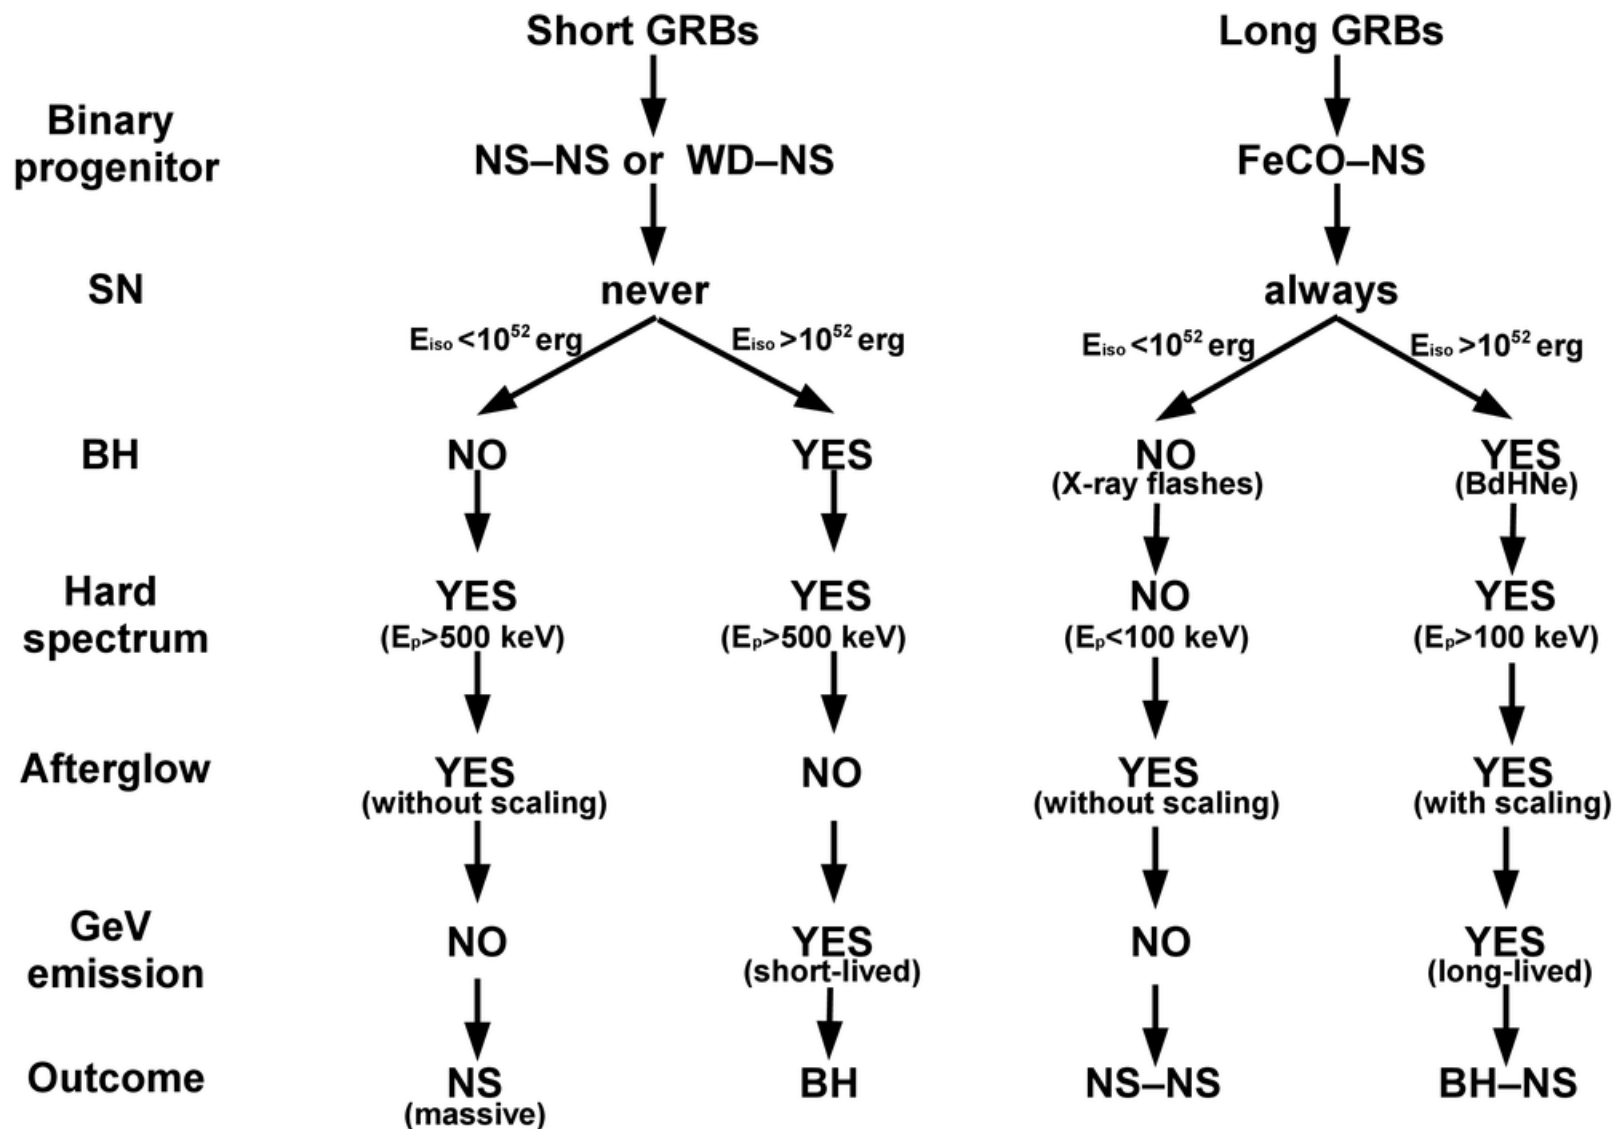 Short GRBs
Long GRBs
Binary
progenitor
NS–NS or WD–NS
FeCO–NS
SN
never
always
Eiso <10^52 erg
Eiso >10^52 erg
Eiso <10^52 erg
Eiso >10^52 erg
BH
NO
YES
NO
(X-ray flashes)
YES
(BdHNe)
Hard
spectrum
YES
(Ep>500 keV)
YES
(Ep>500 keV)
NO
(Ep<100 keV)
YES
(Ep>100 keV)
Afterglow
YES
(without scaling)
NO
YES
(without scaling)
YES
(with scaling)
GeV
emission
NO
YES
(short-lived)
NO
YES
(long-lived)
Outcome
NS
(massive)
BH
NS–NS
BH–NS